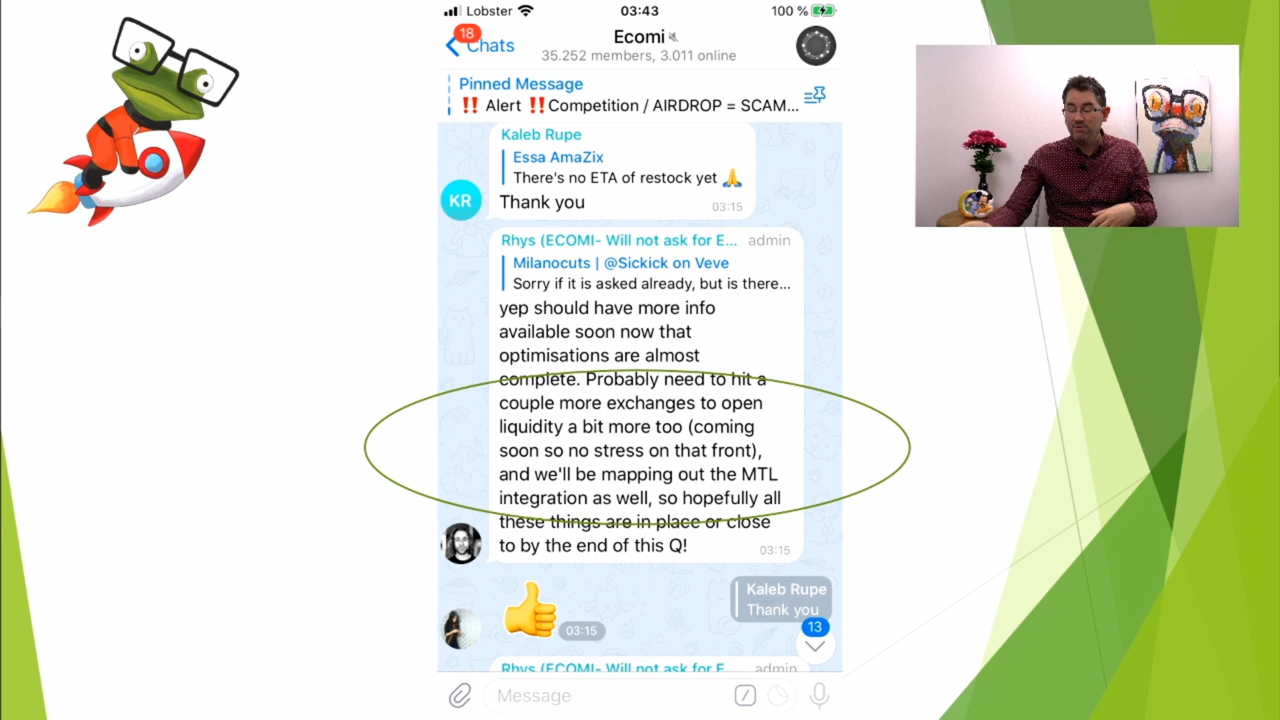 Lobster 03:43 100 %
18
Chats
Ecomi
35.252 members, 3.011 online
Pinned Message
‼️ Alert ‼️Competition / AIRDROP = SCAM...
Kaleb Rupe
Essa AmaZix
There's no ETA of restock yet 🙏
KR
Thank you
03:15
Rhys (ECOMI- Will not ask for E... admin
Milanocuts | @Sickick on Veve
Sorry if it is asked already, but is there...
yep should have more info
available soon now that
optimisations are almost
complete. Probably need to hit a
couple more exchanges to open
liquidity a bit more too (coming
soon so no stress on that front),
and we'll be mapping out the MTL
integration as well, so hopefully all
these things are in place or close
to by the end of this Q!
03:15
👍
03:15
Kaleb Rupe
Thank you
13
Rhys (ECOMI- Will not ask for E admin
Message